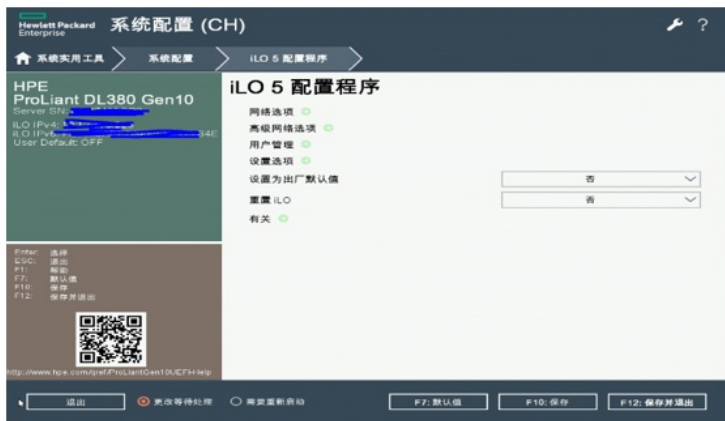 Hewlett Packard
Enterprise
系统配置 (CH)
?
系统实用工具
系统配置
iLO 5 配置程序
HPE
ProLiant DL380 Gen10
Server SN:
iLO IPv4:
iLO IPv6:
34E
User Default: OFF
iLO 5 配置程序
网络选项
高级网络选项
用户管理
设置选项
设置为出厂默认值 否
重置 iLO 否
有关
Enter: 选择
ESC: 退出
F1: 帮助
F7: 默认值
F10: 保存
F12: 保存并退出
http://www.hpe.com/qref/ProLiantGen10UEFI-Help
退出
更改等待处理
需要重新启动
F7: 默认值
F10: 保存
F12: 保存并退出